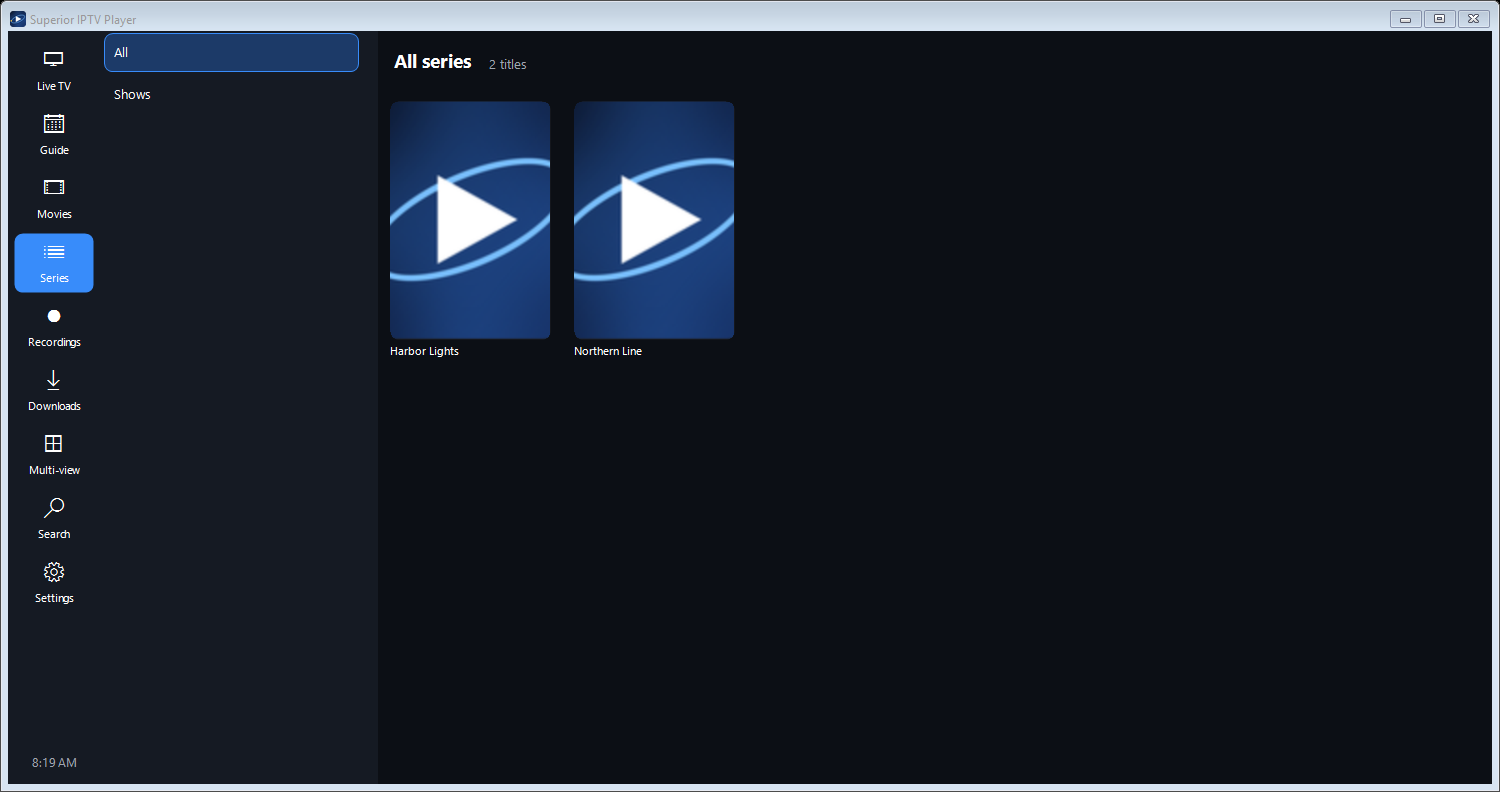 Superior IPTV Player
Live TV
Guide
Movies
Series
Recordings
Downloads
Multi-view
Search
Settings
8:19 AM
All
Shows
All series
2 titles
Harbor Lights
Northern Line